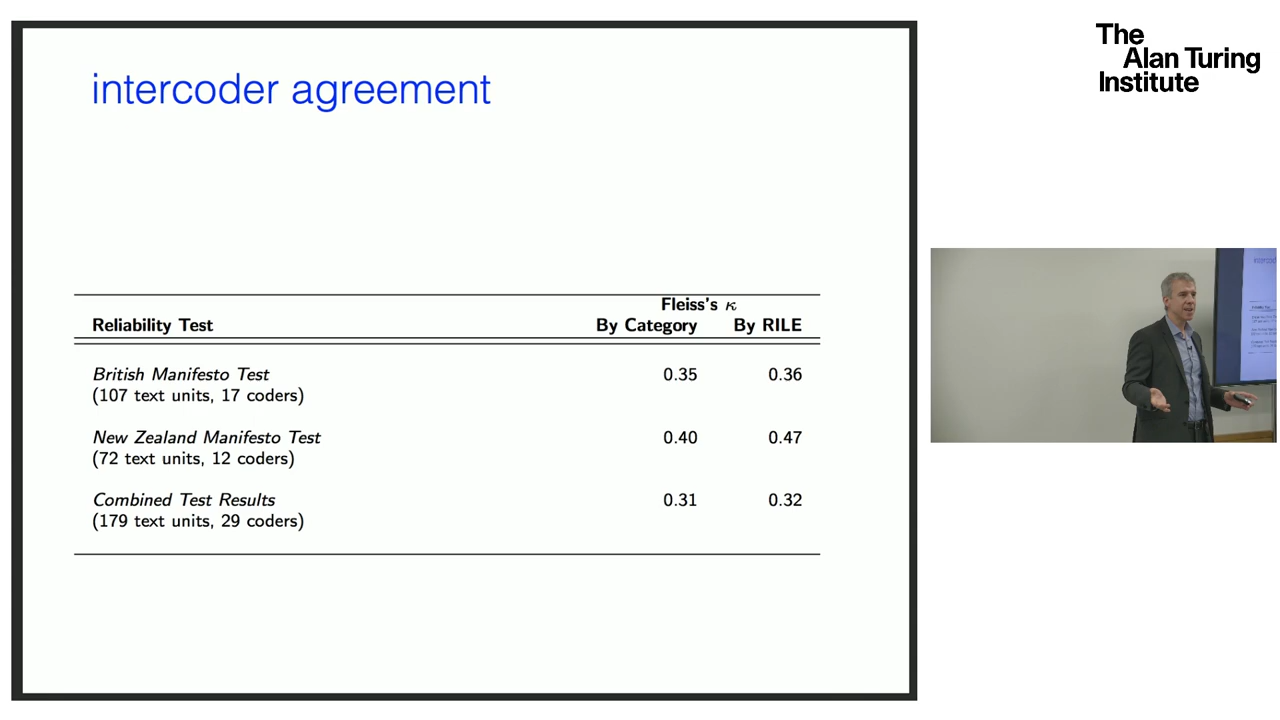 intercoder agreement
Fleiss's κ
Reliability Test By Category By RILE
British Manifesto Test 0.35 0.36
(107 text units, 17 coders)
New Zealand Manifesto Test 0.40 0.47
(72 text units, 12 coders)
Combined Test Results 0.31 0.32
(179 text units, 29 coders)
The
Alan Turing
Institute